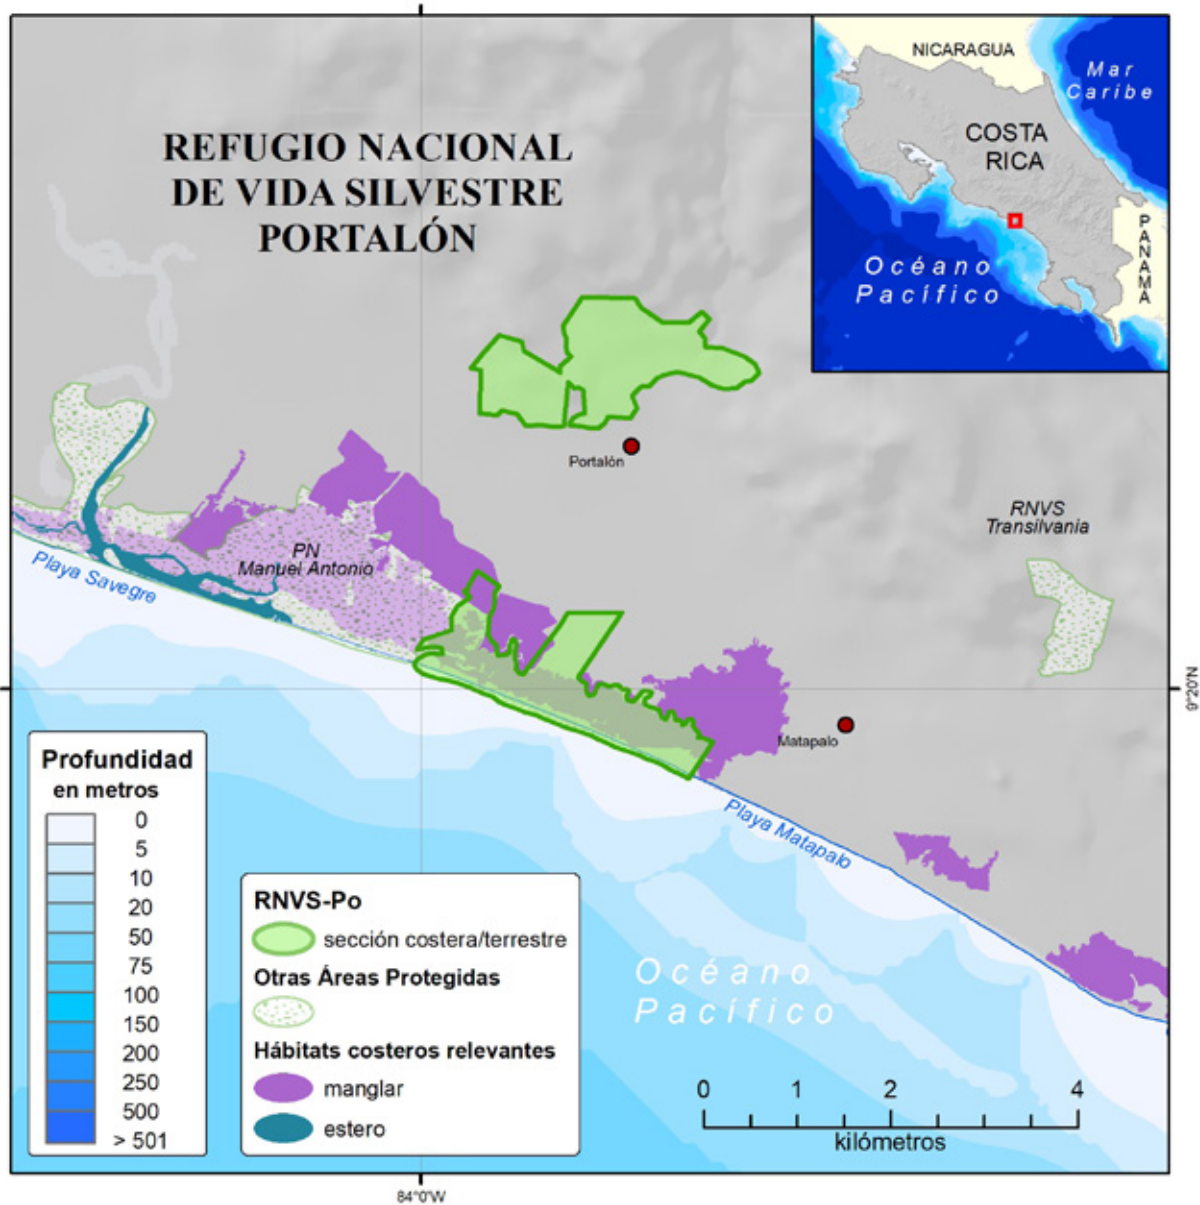 REFUGIO NACIONAL
DE VIDA SILVESTRE
PORTALÓN
NICARAGUA
Mar
Caribe
COSTA
RICA
PANAMÁ
Océano
Pacífico
Portalón
RNVS
Transilvania
PN
Manuel Antonio
Playa Savegre
9°20'N
Matapalo
Playa Matapalo
Profundidad
en metros
0
5
10
20
50
75
100
150
200
250
500
> 501
RNVS-Po
sección costera/terrestre
Otras Áreas Protegidas
Hábitats costeros relevantes
manglar
estero
Océano
Pacífico
0 1 2 4
kilómetros
84°0'W